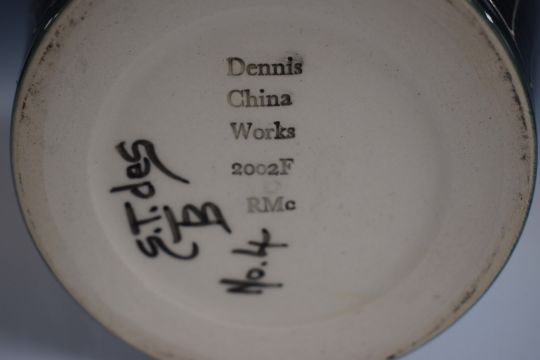 Dennis
China
Works
2002F
RMc
S.T. des
No. 4